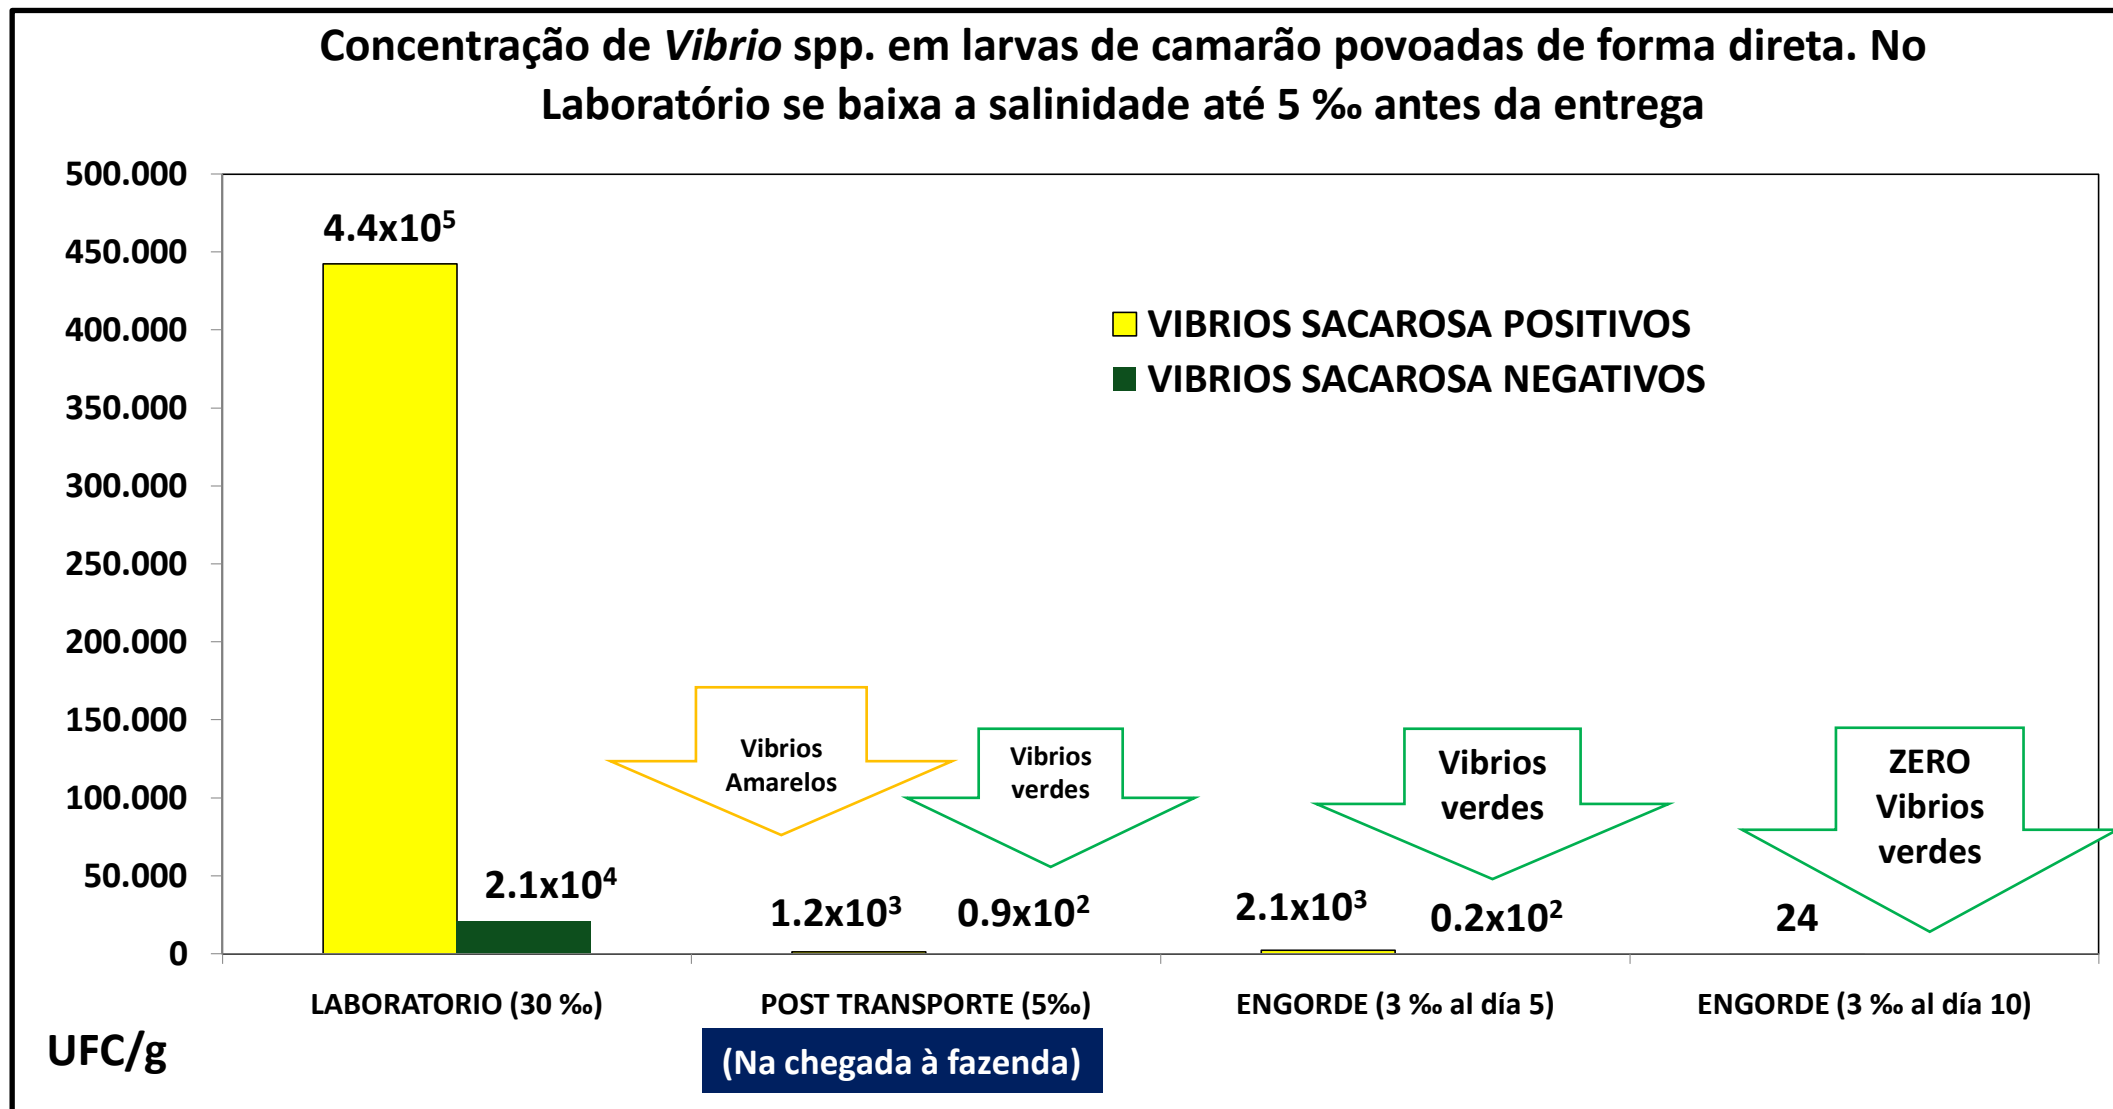 Concentração de Vibrio spp. em larvas de camarão povoadas de forma direta. No
Laboratório se baixa a salinidade até 5 ‰ antes da entrega
500.000
450.000
400.000
350.000
300.000
250.000
200.000
150.000
100.000
50.000
0
4.4x10⁵
2.1x10⁴
VIBRIOS SACAROSA POSITIVOS
VIBRIOS SACAROSA NEGATIVOS
Vibrios
Amarelos
Vibrios
verdes
Vibrios
verdes
ZERO
Vibrios
verdes
1.2x10³
0.9x10²
2.1x10³
0.2x10²
24
LABORATORIO (30 ‰)
POST TRANSPORTE (5‰)
ENGORDE (3 ‰ al día 5)
ENGORDE (3 ‰ al día 10)
UFC/g
(Na chegada à fazenda)